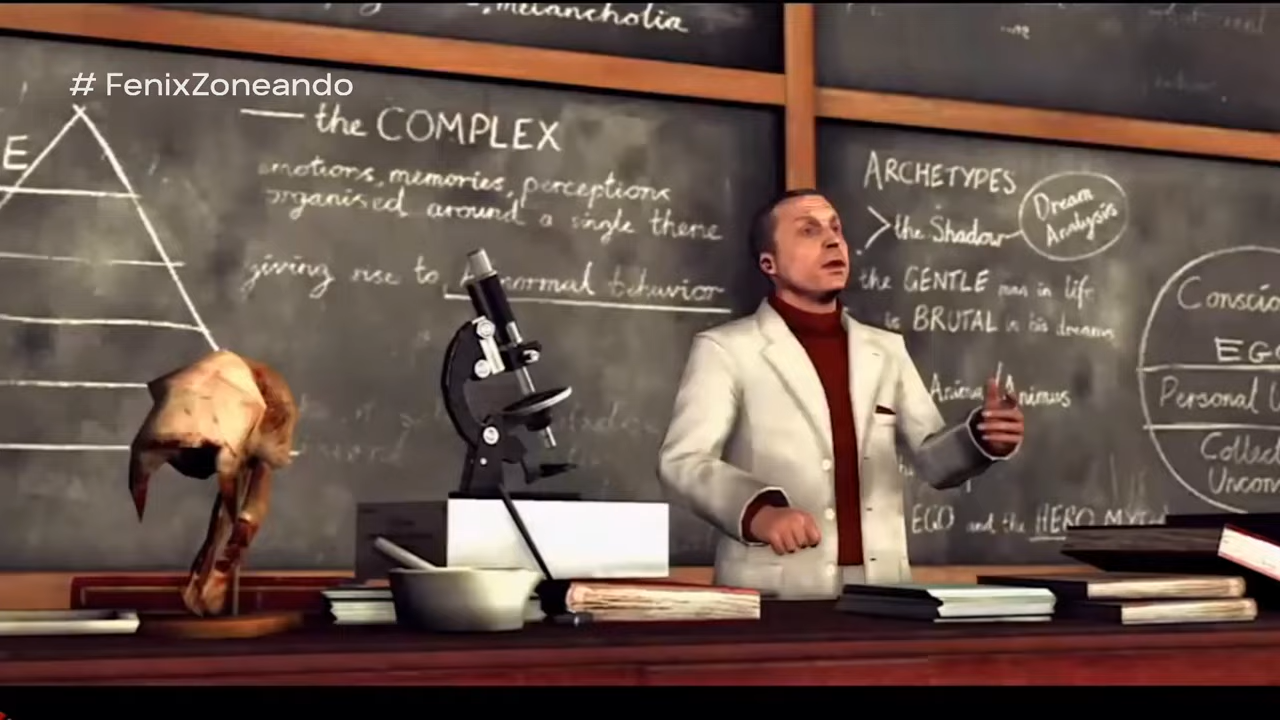 melancholia
# FenixZoneando
E
the COMPLEX
emotions, memories, perceptions
organised around a single theme
giving rise to abnormal behavior
ARCHETYPES
the Shadow
Dream
Analysis
the GENTLE man in life
is BRUTAL in his dreams
Anima/Animus
EGO and the HERO MYTH
Conscio
EGO
Personal U
Collect
Uncon